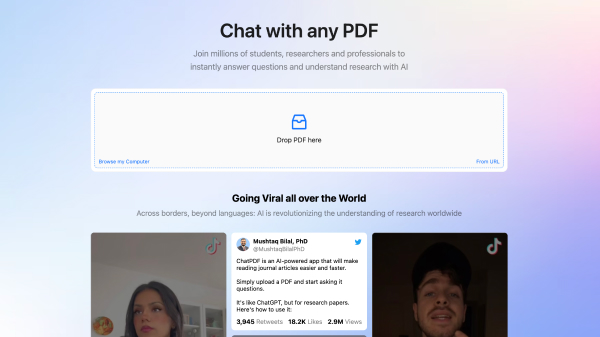 Chat with any PDF
Join millions of students, researchers and professionals to
instantly answer questions and understand research with AI
Drop PDF here
Browse my Computer
From URL
Going Viral all over the World
Across borders, beyond languages: AI is revolutionizing the understanding of research worldwide
Mushtaq Bilal, PhD
@MushtaqBilalPhD
ChatPDF is an AI-powered app that will make
reading journal articles easier and faster.
Simply upload a PDF and start asking it
questions.
It's like ChatGPT, but for research papers.
Here's how to use it:
3,945 Retweets 18.2K Likes 2.9M Views